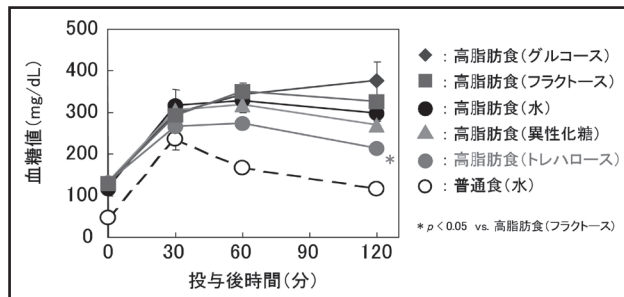 500
400
300
200
100
0
血糖値(mg/dL)
0
30
60
90
120
投与後時間(分)
:高脂肪食(グルコース)
:高脂肪食(フラクトース)
:高脂肪食(水)
:高脂肪食(異性化糖)
:高脂肪食(トレハロース)
:普通食(水)
*
* p<0.05 vs. 高脂肪食(フラクトース)